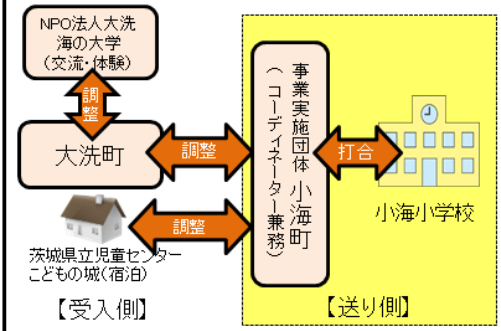 NPO法人大洗
海の大学
(交流・体験)
調整
大洗町
調整
調整
茨城県立児童センター
こどもの城(宿泊)
【受入側】
事業実施団体 小海町
(コーディネーター兼務)
打合
小海小学校
【送り側】